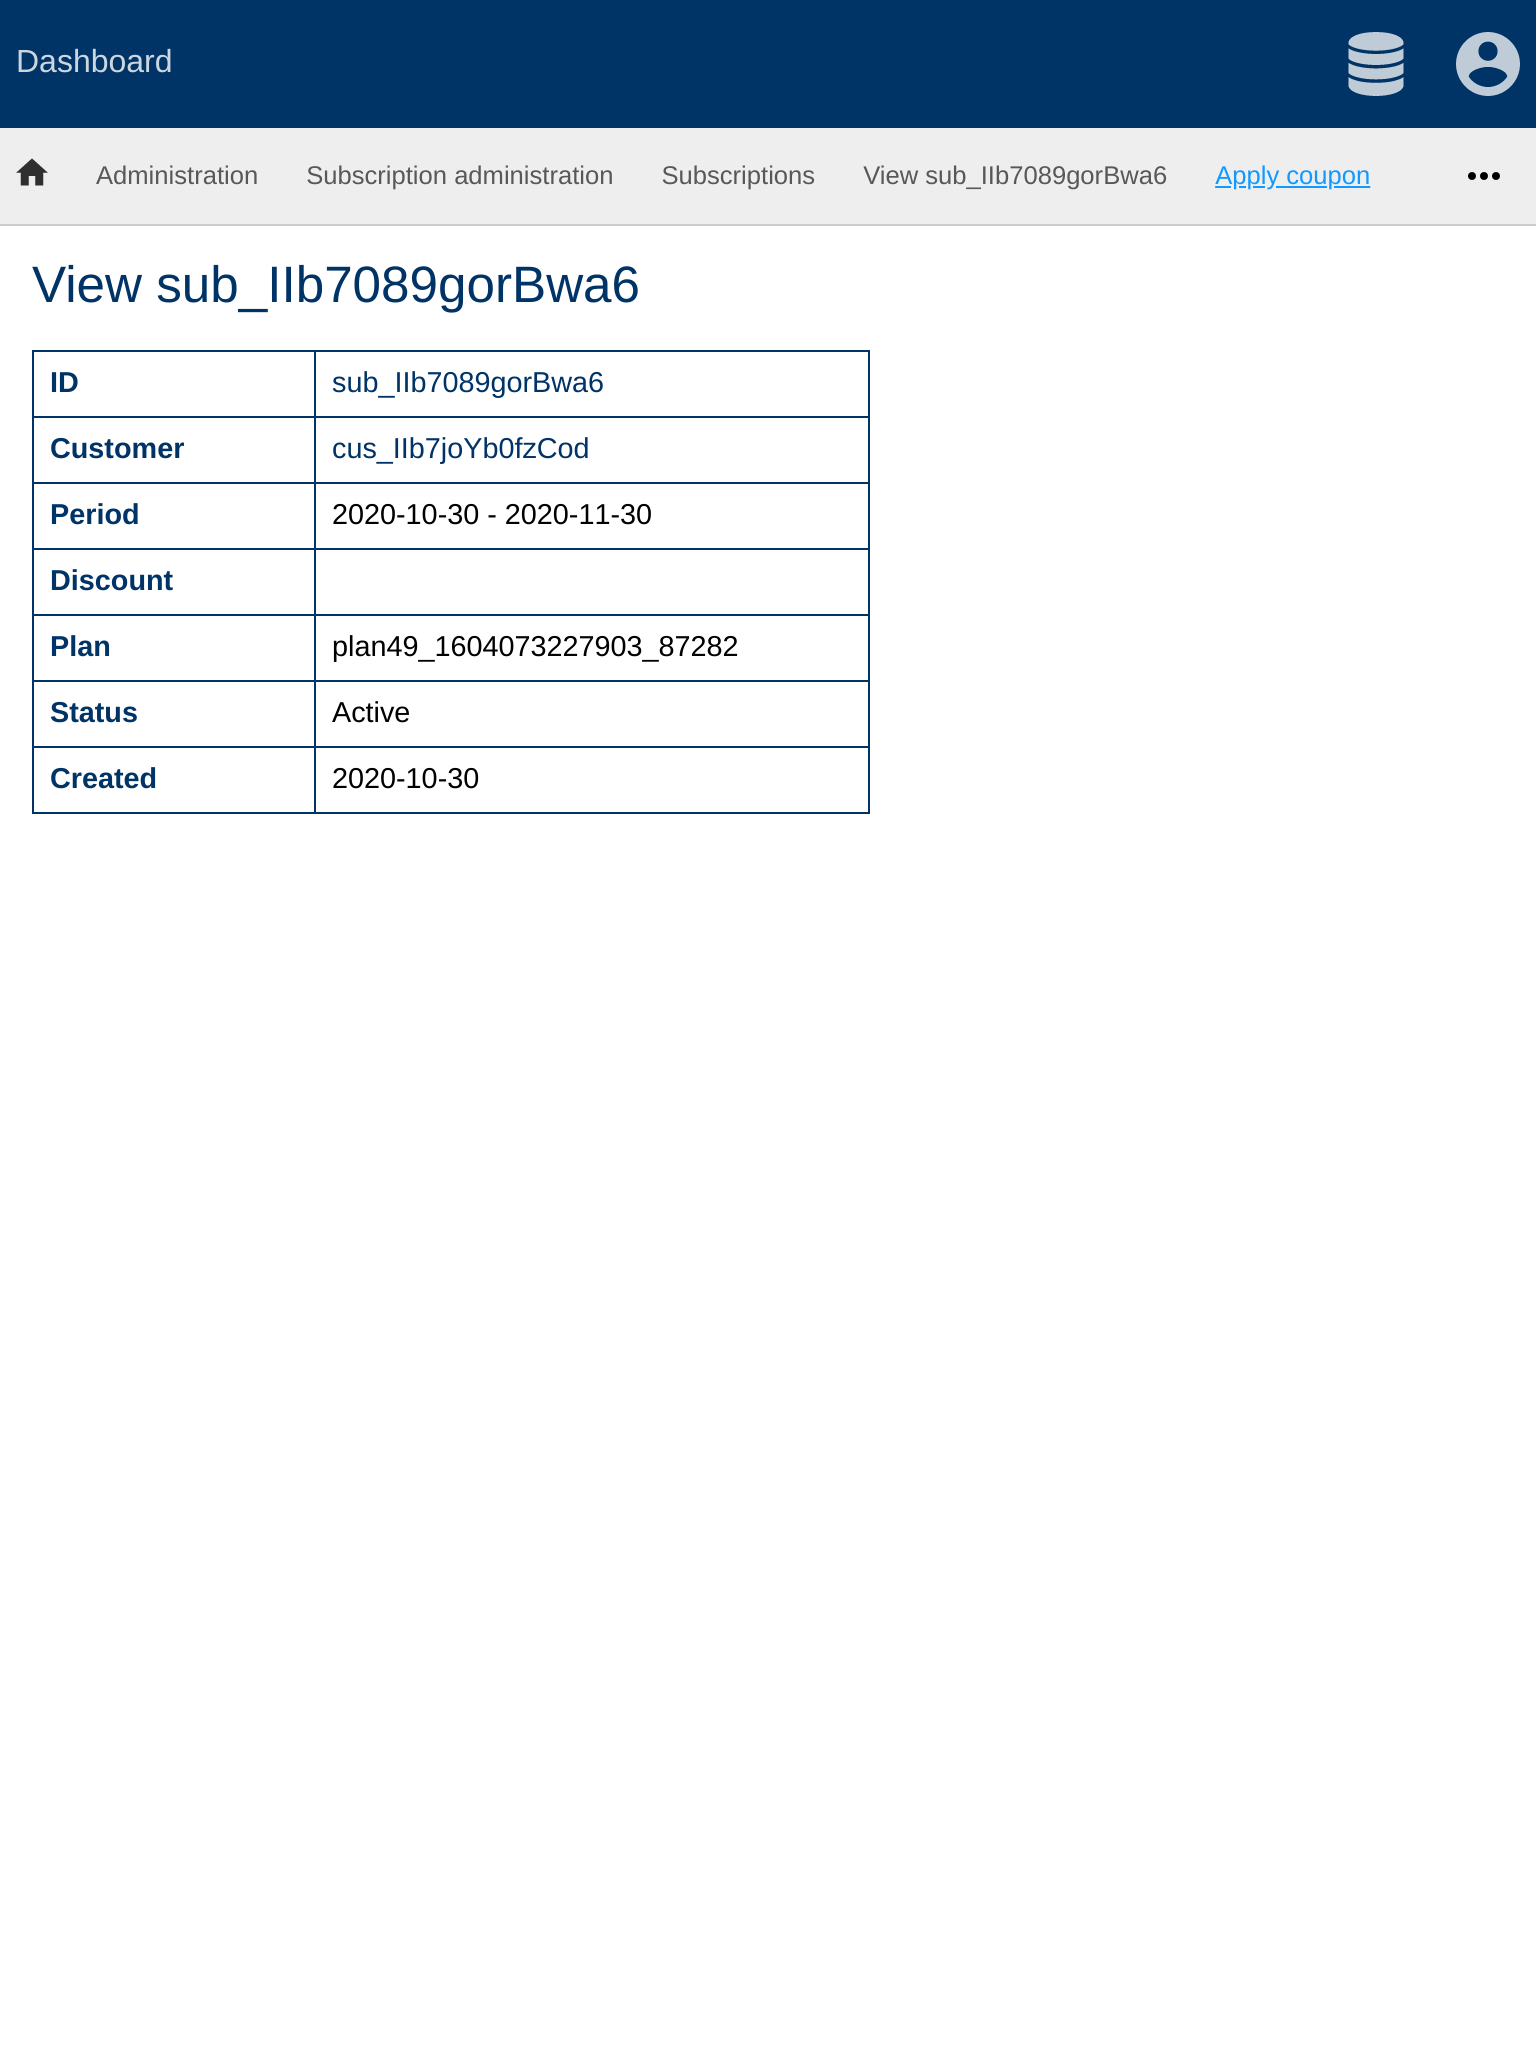 Dashboard
Administration Subscription administration Subscriptions View sub_IIb7089gorBwa6 Apply coupon
View sub_IIb7089gorBwa6
ID sub_IIb7089gorBwa6
Customer cus_IIb7joYb0fzCod
Period 2020-10-30 - 2020-11-30
Discount
Plan plan49_1604073227903_87282
Status Active
Created 2020-10-30